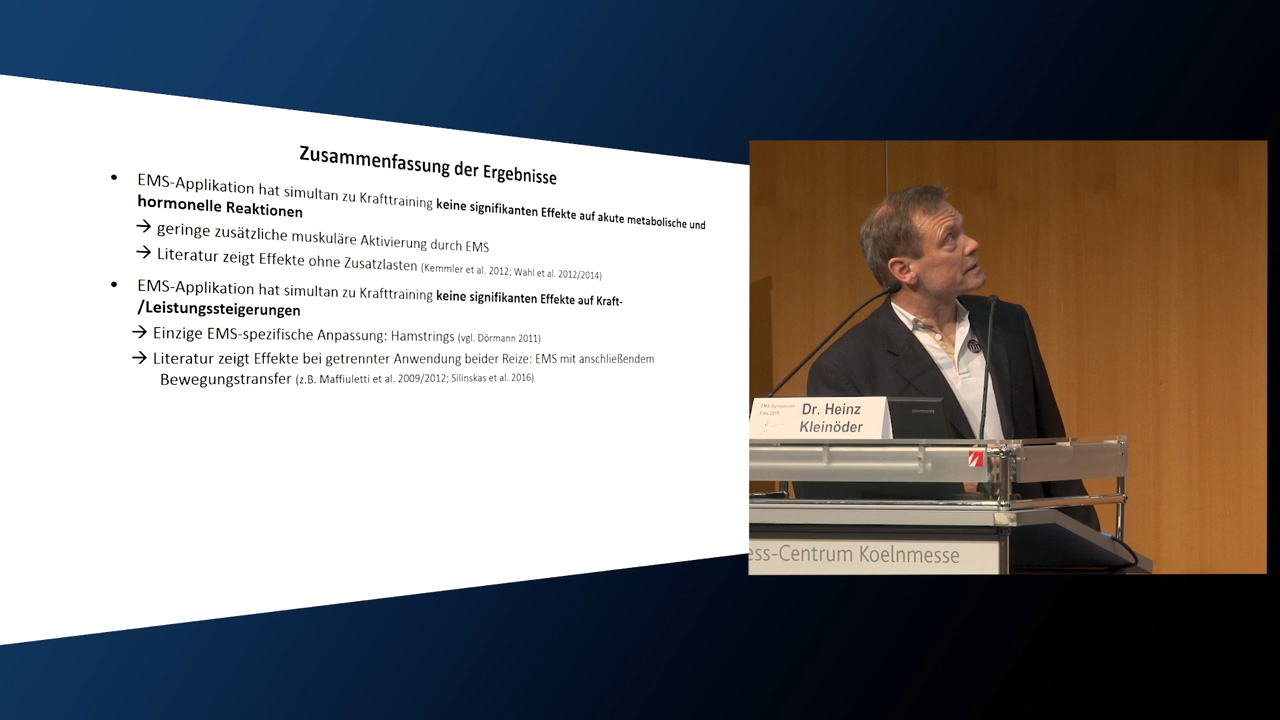 Zusammenfassung der Ergebnisse
• EMS-Applikation hat simultan zu Krafttraining keine signifikanten Effekte auf akute metabolische und
hormonelle Reaktionen
→ geringe zusätzliche muskuläre Aktivierung durch EMS
→ Literatur zeigt Effekte ohne Zusatzlasten (Kemmler et al. 2012; Wahl et al. 2012/2014)
• EMS-Applikation hat simultan zu Krafttraining keine signifikanten Effekte auf Kraft-
/Leistungssteigerungen
→ Einzige EMS-spezifische Anpassung: Hamstrings (vgl. Dörmann 2011)
→ Literatur zeigt Effekte bei getrennter Anwendung beider Reize: EMS mit anschließendem
Bewegungstransfer (z.B. Maffiuletti et al. 2009/2012; Silinskas et al. 2016)
EMS Symposium
Dr. Heinz
Kleinöder
ess-Centrum Koelnmesse